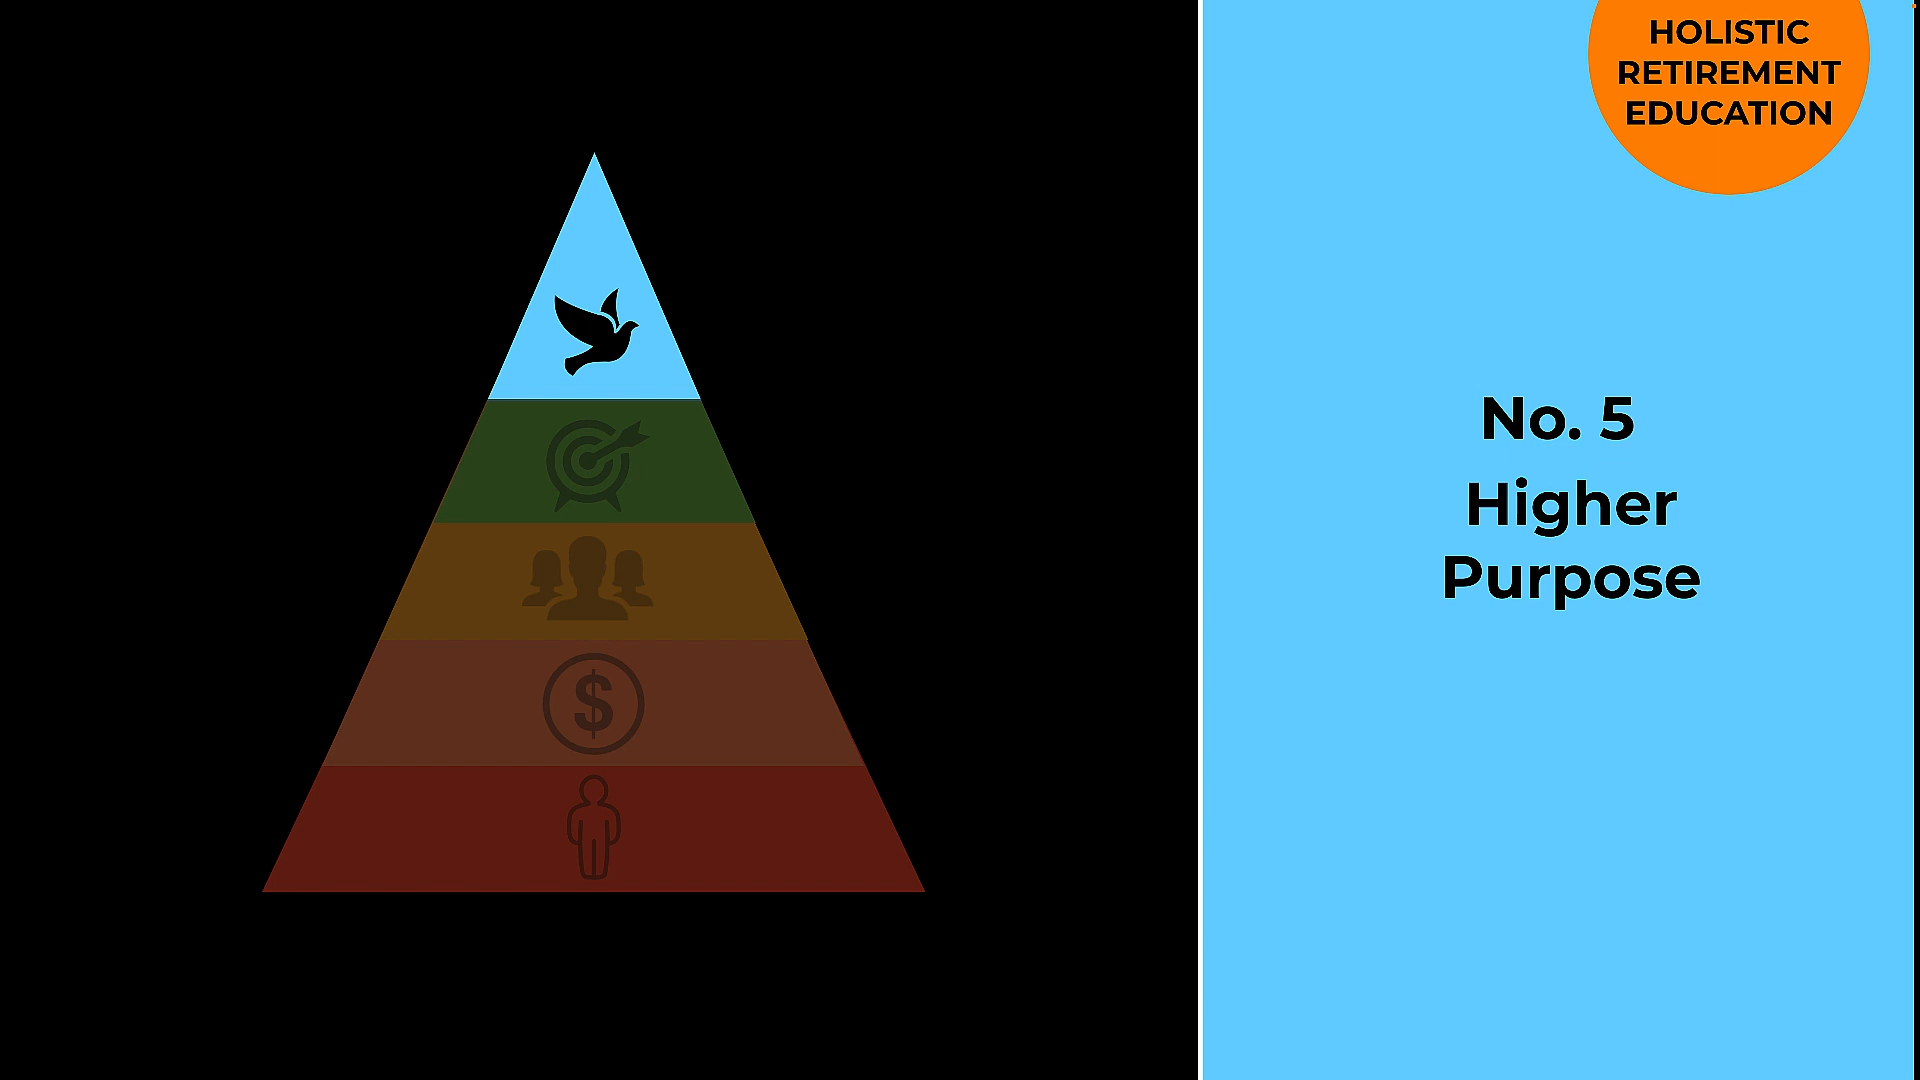 HOLISTIC
RETIREMENT
EDUCATION
No. 5
Higher
Purpose
$